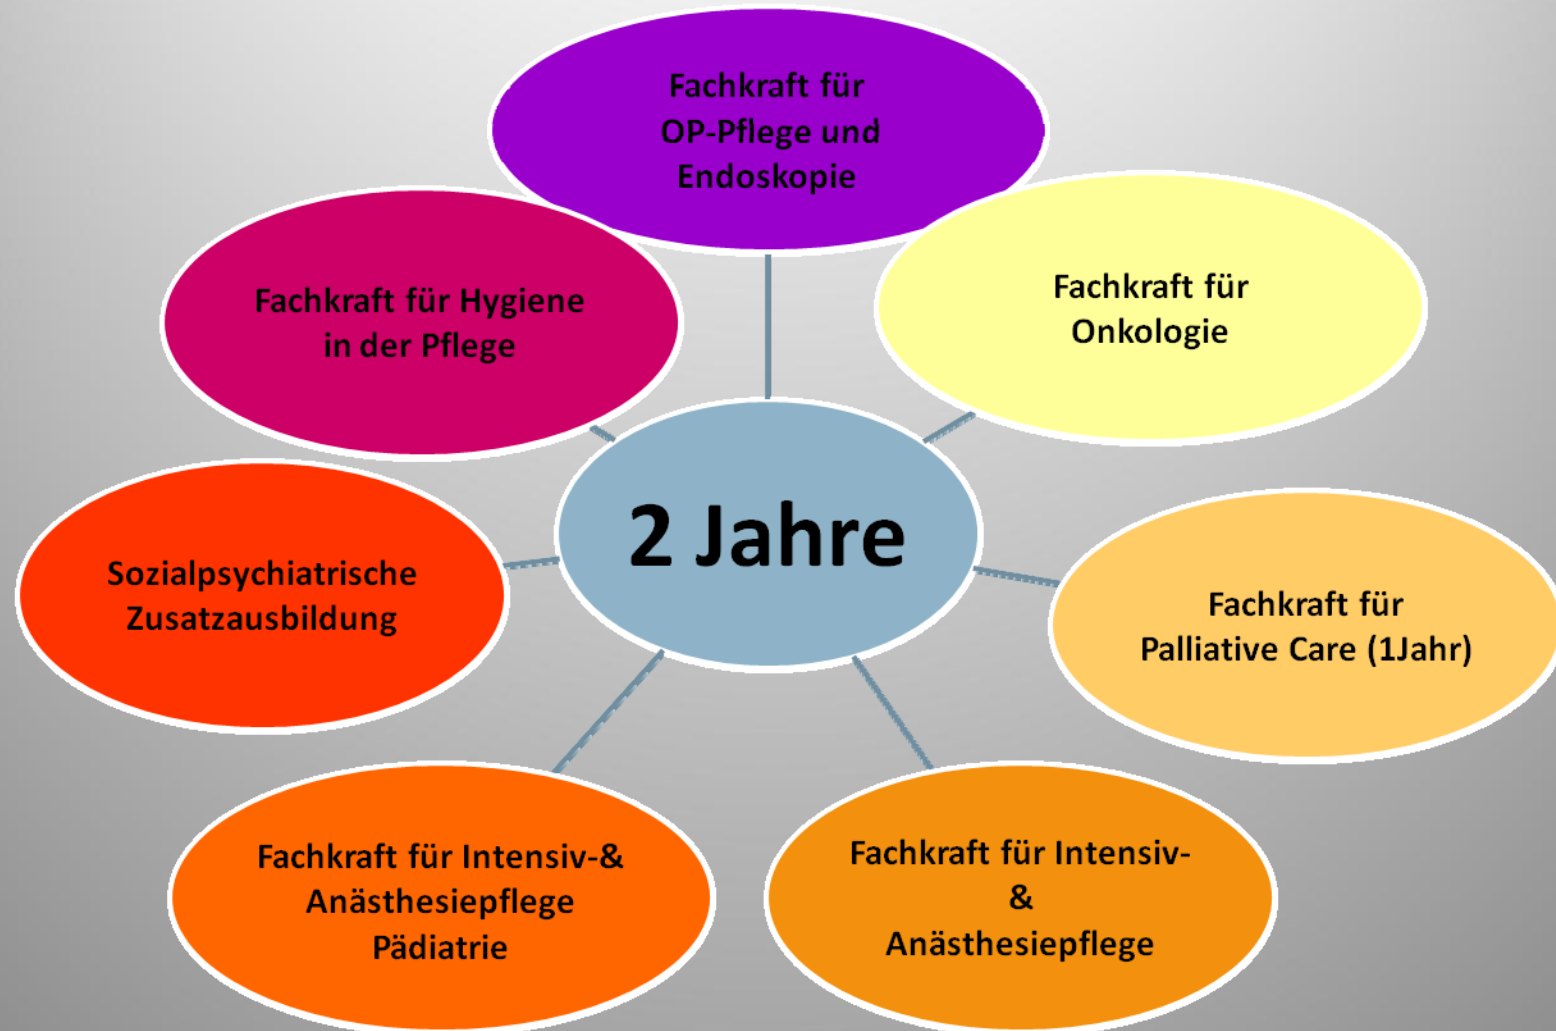 Fachkraft für
OP-Pflege und
Endoskopie
Fachkraft für Hygiene
in der Pflege
Fachkraft für
Onkologie
2 Jahre
Sozialpsychiatrische
Zusatzausbildung
Fachkraft für
Palliative Care (1Jahr)
Fachkraft für Intensiv-&
Anästhesiepflege
Pädiatrie
Fachkraft für Intensiv-
&
Anästhesiepflege